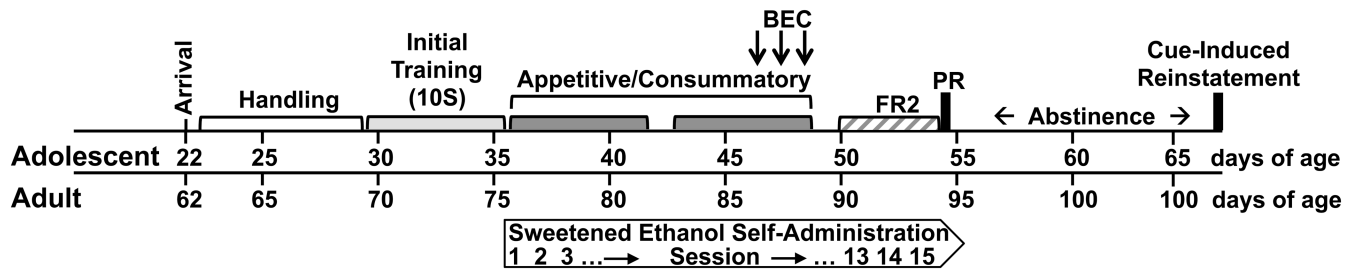 BEC
Initial
Training
(10S)
Cue-Induced
Reinstatement
Arrival
Handling
Appetitive/Consummatory
PR
FR2
← Abstinence →
Adolescent 22 25 30 35 40 45 50 55 60 65 days of age
Adult 62 65 70 75 80 85 90 95 100 100 days of age
Sweetened Ethanol Self-Administration
1 2 3 ...→ Session → ... 13 14 15